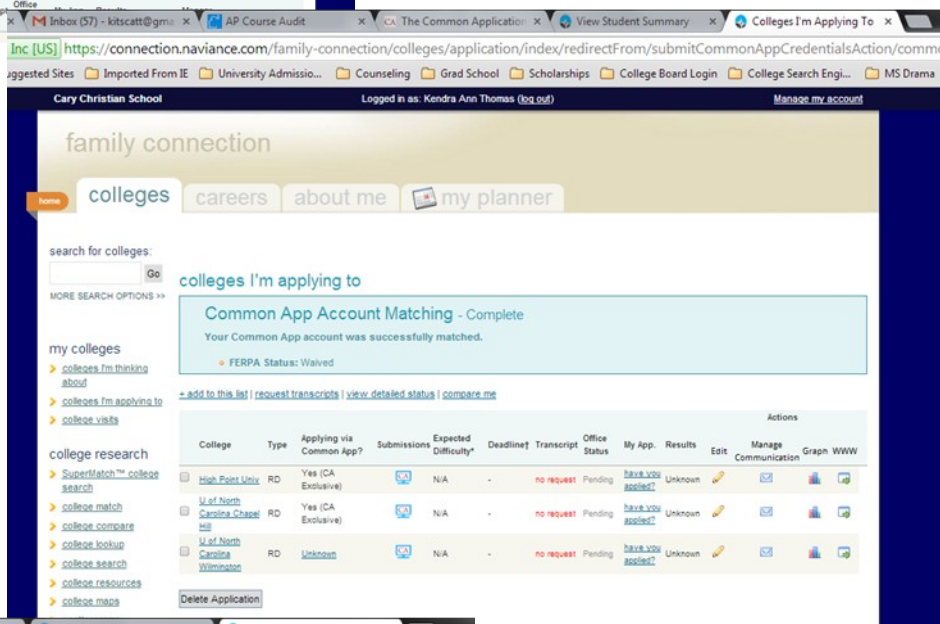 Office
Inbox (57) - kitscatt@gma
AP Course Audit
The Common Application
View Student Summary
Colleges I'm Applying To
Inc [US] https://connection.naviance.com/family-connection/colleges/application/index/redirectFrom/submitCommonAppCredentialsAction/commo
uggested Sites Imported From IE University Admissio... Counseling Grad School Scholarships College Board Login College Search Engi... MS Drama
Cary Christian School Logged in as: Kendra Ann Thomas (log out) Manage my account
family connection
home colleges careers about me my planner
search for colleges:
Go
MORE SEARCH OPTIONS >>
my colleges
colleges I'm thinking
about
colleges I'm applying to
college visits
college research
SuperMatch™ college
search
college match
college compare
college lookup
college search
college resources
college maps
colleges I'm applying to
Common App Account Matching - Complete
Your Common App account was successfully matched.
FERPA Status: Waived
+ add to this list | request transcripts | view detailed status | compare me
Actions
College Type Applying via Common App? Submissions Expected Difficulty* Deadline† Transcript Office Status My App. Results Edit Manage Communication Graph WWW
High Point Univ RD Yes (CA Exclusive) CA N/A - no request Pending have you applied? Unknown
U of North Carolina Chapel Hill RD Yes (CA Exclusive) CA N/A - no request Pending have you applied? Unknown
U of North Carolina Wilmington RD Unknown CA N/A - no request Pending have you applied? Unknown
Delete Application